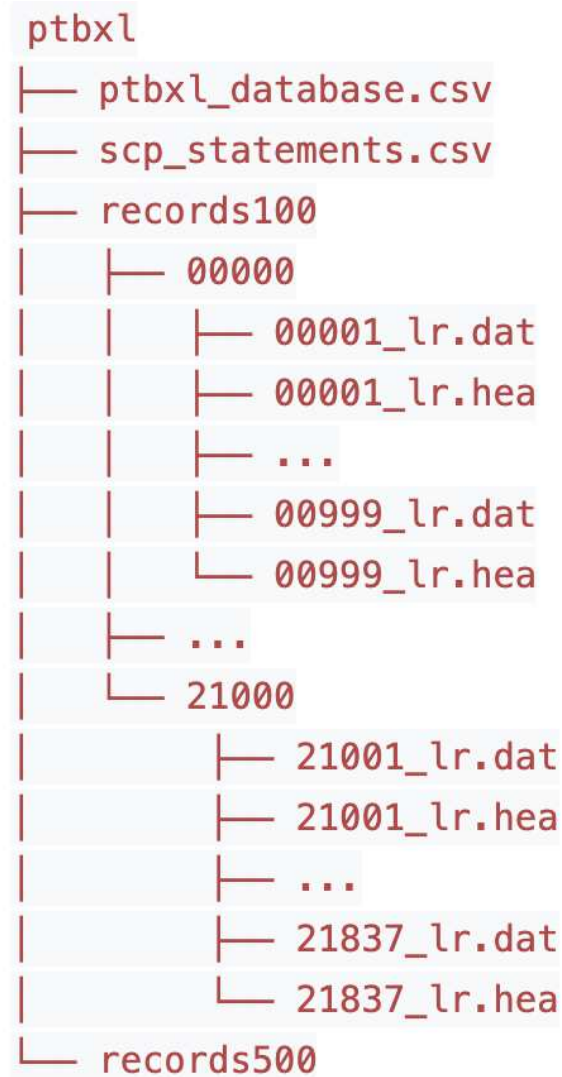 ptbxl
├── ptbxl_database.csv
├── scp_statements.csv
├── records100
│   ├── 00000
│   │   ├── 00001_lr.dat
│   │   ├── 00001_lr.hea
│   │   ├── ...
│   │   ├── 00999_lr.dat
│   │   └── 00999_lr.hea
│   ├── ...
│   └── 21000
│        ├── 21001_lr.dat
│        ├── 21001_lr.hea
│        ├── ...
│        ├── 21837_lr.dat
│        └── 21837_lr.hea
└── records500